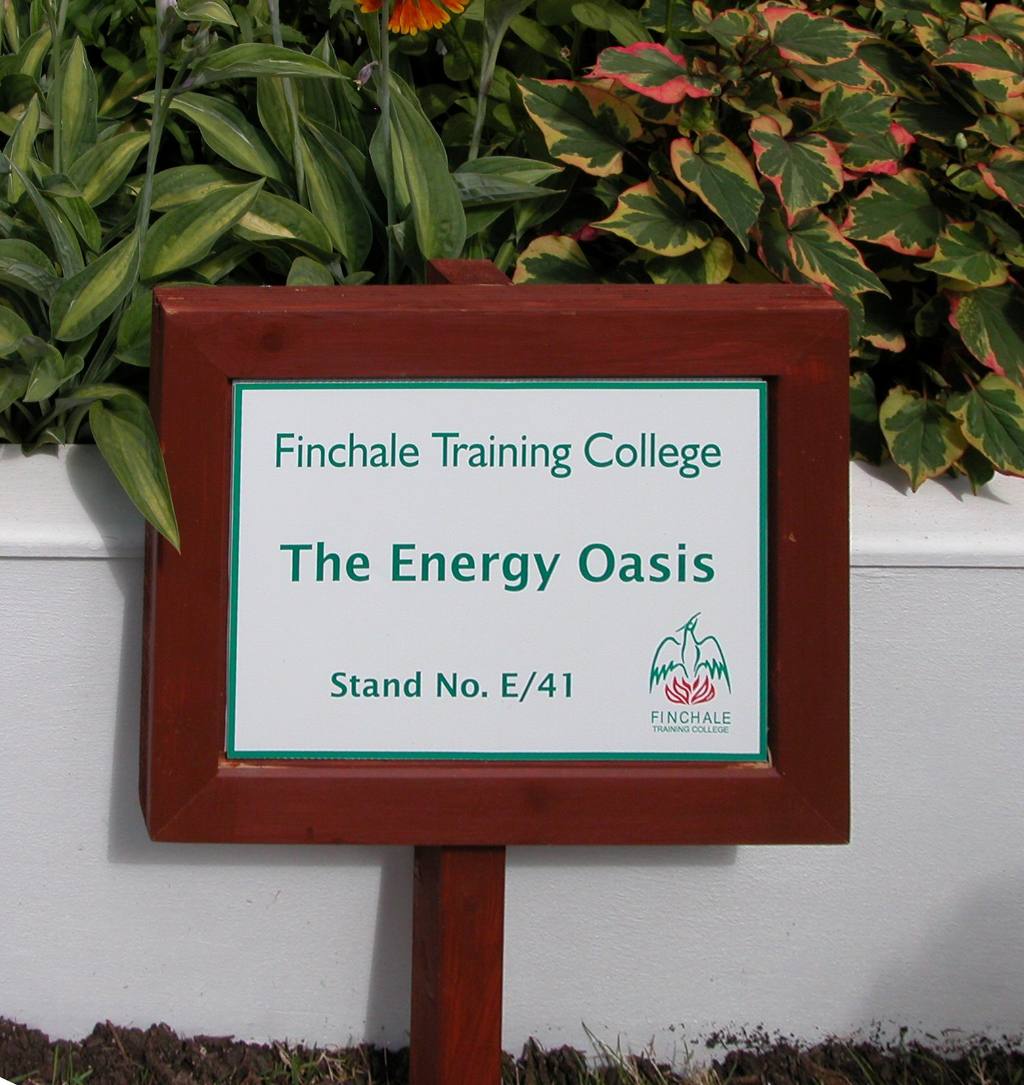 Finchale Training College
The Energy Oasis
Stand No. E/41
FINCHALE
TRAINING COLLEGE